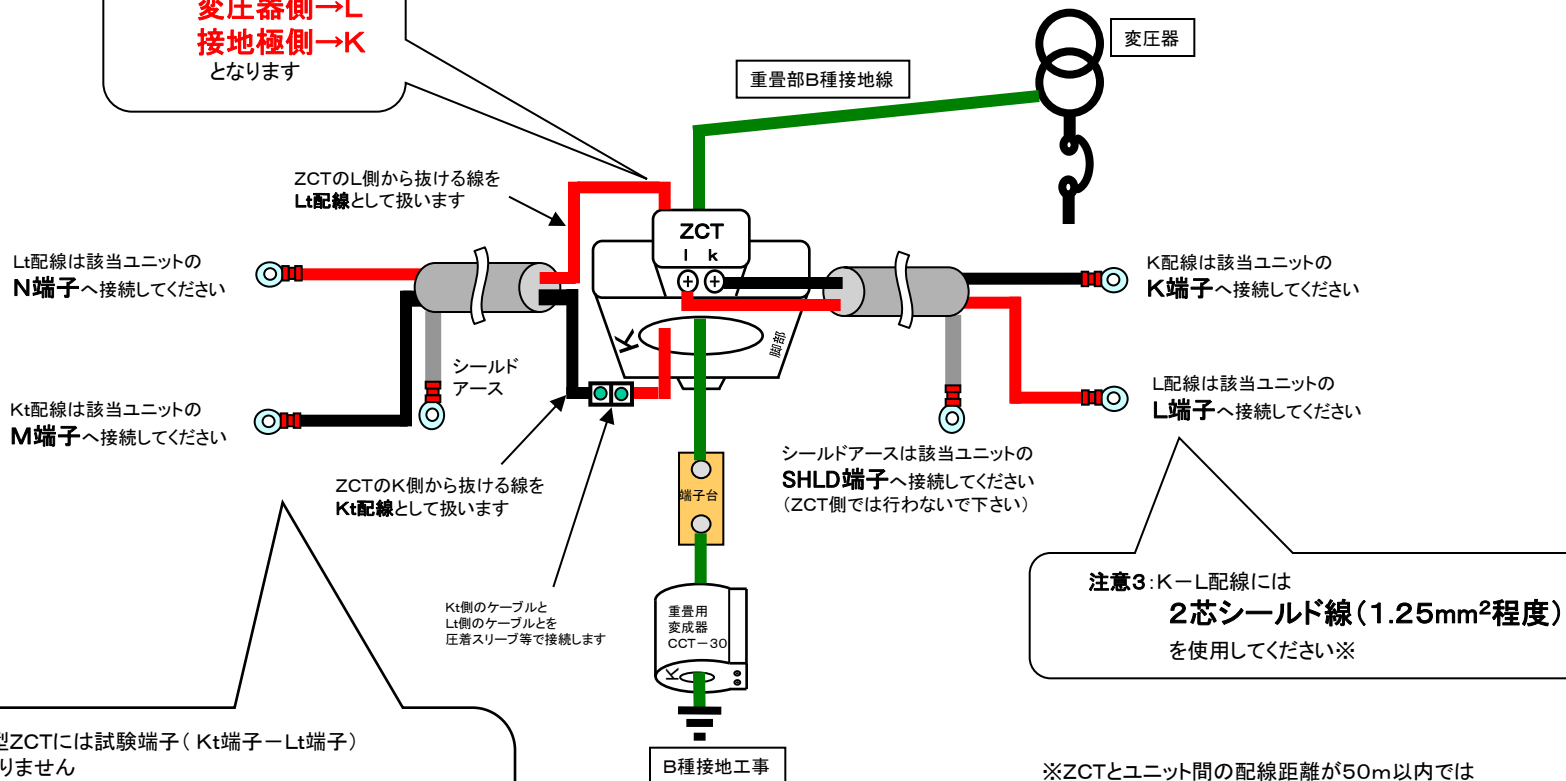 変圧器側→L
接地極側→K
となります
変圧器
重畳部B種接地線
ZCTのL側から抜ける線を
Lt配線として扱います
ZCT
l k
K
脚部
Lt配線は該当ユニットの
N端子へ接続してください
K配線は該当ユニットの
K端子へ接続してください
シールド
アース
Kt配線は該当ユニットの
M端子へ接続してください
L配線は該当ユニットの
L端子へ接続してください
ZCTのK側から抜ける線を
Kt配線として扱います
シールドアースは該当ユニットの
SHLD端子へ接続してください
(ZCT側では行わないで下さい)
端子台
Kt側のケーブルと
Lt側のケーブルとを
圧着スリーブ等で接続します
重畳用
変成器
CCT-30
K
注意3:K-L配線には
2芯シールド線(1.25mm²程度)
を使用してください※
型ZCTには試験端子( Kt端子-Lt端子)
りません
B種接地工事
※ZCTとユニット間の配線距離が50m以内では